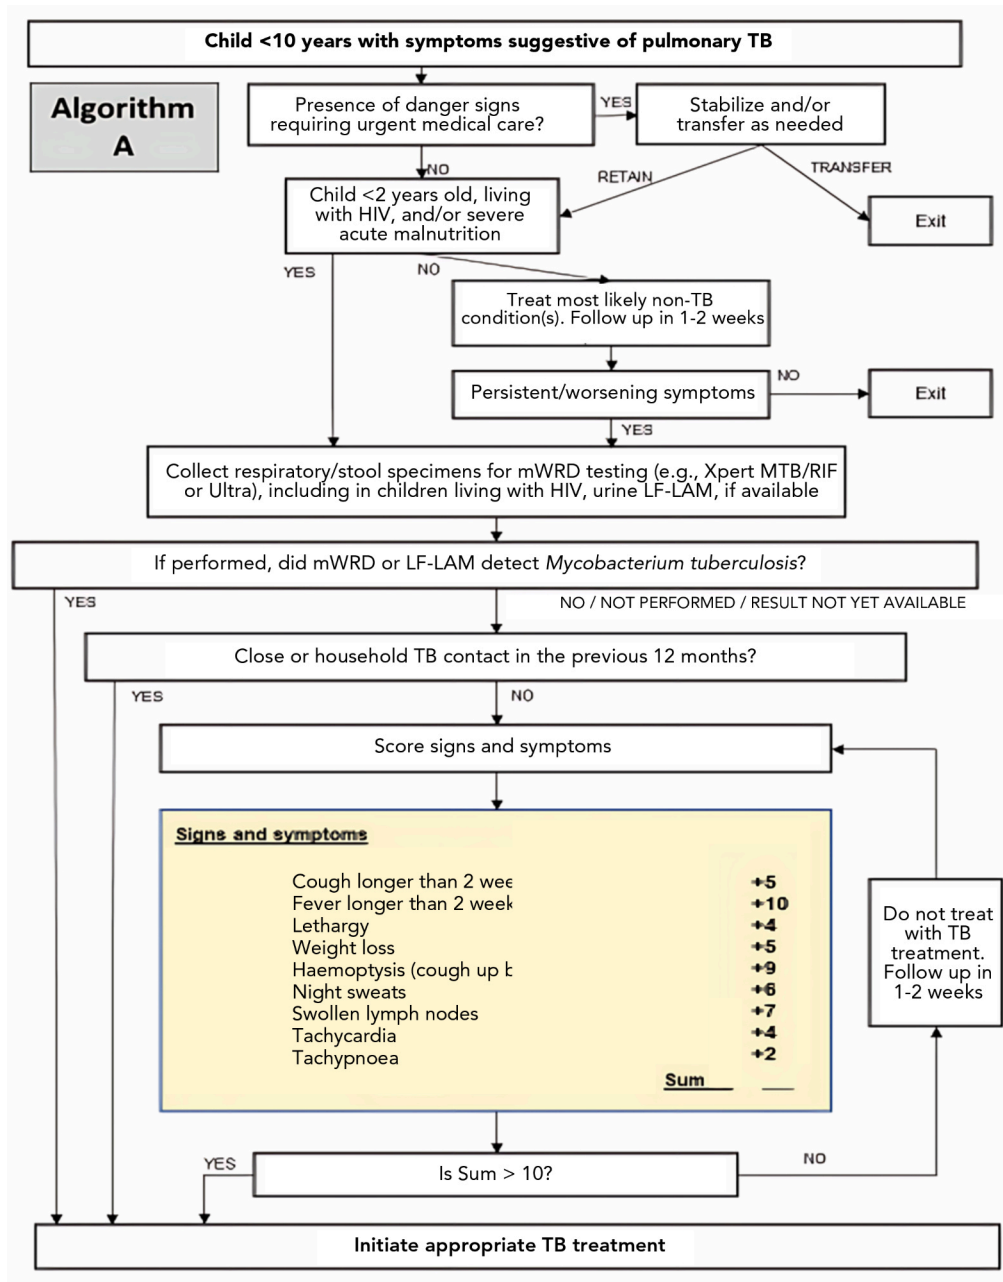 Child <10 years with symptoms suggestive of pulmonary TB
Algorithm
A
Presence of danger signs
requiring urgent medical care?
YES
Stabilize and/or
transfer as needed
NO
RETAIN
TRANSFER
Child <2 years old, living
with HIV, and/or severe
acute malnutrition
Exit
YES
NO
Treat most likely non-TB
condition(s). Follow up in 1-2 weeks
Persistent/worsening symptoms
NO
Exit
YES
Collect respiratory/stool specimens for mWRD testing (e.g., Xpert MTB/RIF
or Ultra), including in children living with HIV, urine LF-LAM, if available
If performed, did mWRD or LF-LAM detect Mycobacterium tuberculosis?
YES
NO / NOT PERFORMED / RESULT NOT YET AVAILABLE
Close or household TB contact in the previous 12 months?
YES
NO
Score signs and symptoms
Signs and symptoms
Cough longer than 2 wee +5
Fever longer than 2 week +10
Lethargy +4
Weight loss +5
Haemoptysis (cough up b +9
Night sweats +6
Swollen lymph nodes +7
Tachycardia +4
Tachypnoea +2
Sum
Do not treat
with TB
treatment.
Follow up in
1-2 weeks
YES
Is Sum > 10?
NO
Initiate appropriate TB treatment